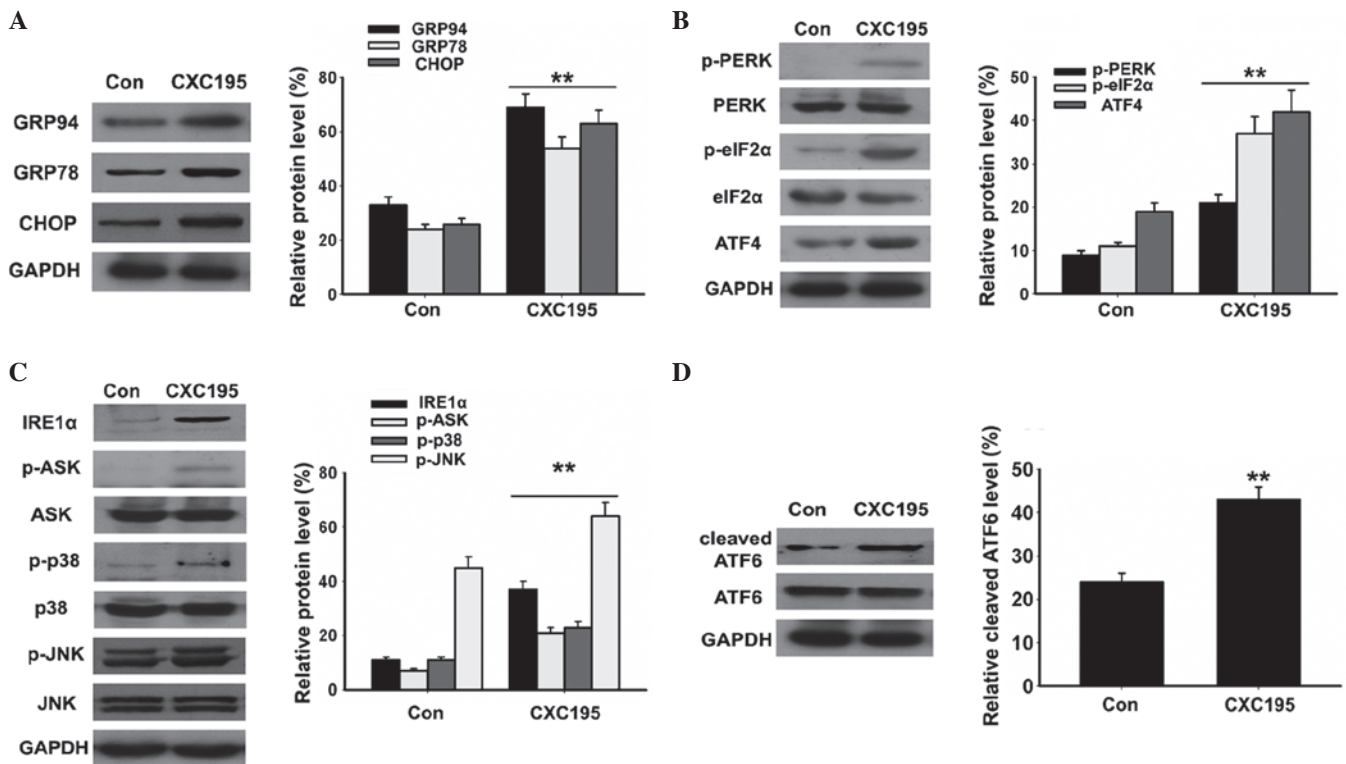 A
Con CXC195
GRP94
GRP78
CHOP
GAPDH
GRP94
GRP78
CHOP
Relative protein level (%)
80
60
40
20
0
**
Con
CXC195
B
Con CXC195
p-PERK
PERK
p-eIF2α
eIF2α
ATF4
GAPDH
p-PERK
p-eIF2α
ATF4
Relative protein level (%)
50
40
30
20
10
0
**
Con
CXC195
C
Con CXC195
IRE1α
p-ASK
ASK
p-p38
p38
p-JNK
JNK
GAPDH
IRE1α
p-ASK
p-p38
p-JNK
Relative protein level (%)
80
60
40
20
0
**
Con
CXC195
D
Con CXC195
cleaved
ATF6
ATF6
GAPDH
Relative cleaved ATF6 level (%)
50
40
30
20
10
0
**
Con
CXC195